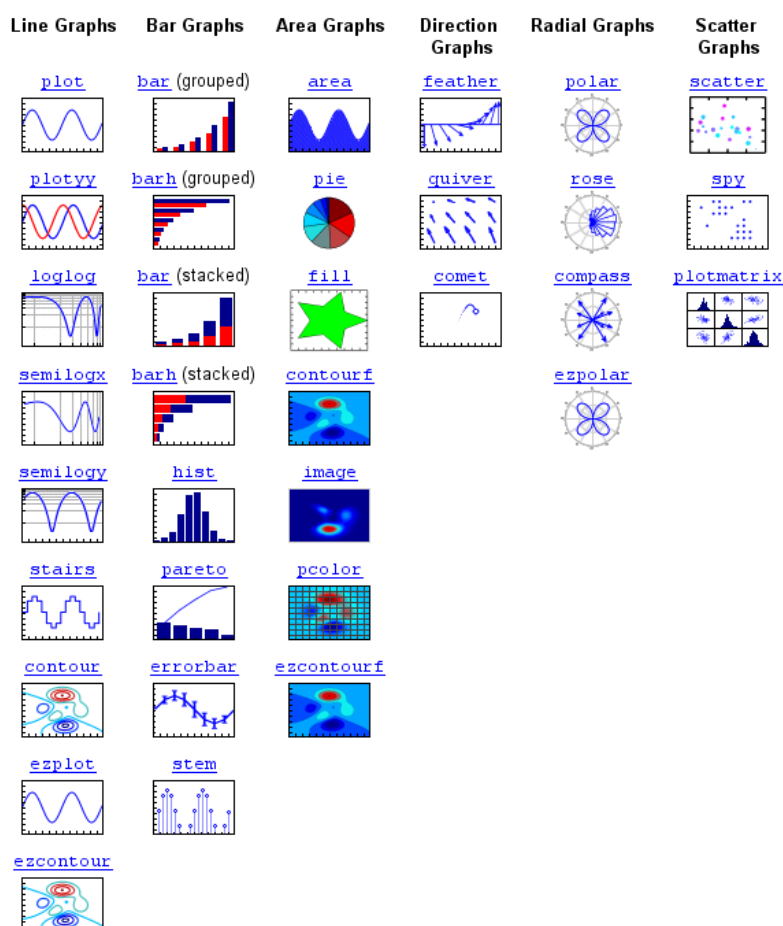 Line Graphs Bar Graphs Area Graphs Direction Graphs Radial Graphs Scatter Graphs
plot bar (grouped) area feather polar scatter
plotyy barh (grouped) pie quiver rose spy
loglog bar (stacked) fill comet compass plotmatrix
semilogx barh (stacked) contourf ezpolar
semilogy hist image
stairs pareto pcolor
contour errorbar ezcontourf
ezplot stem
ezcontour